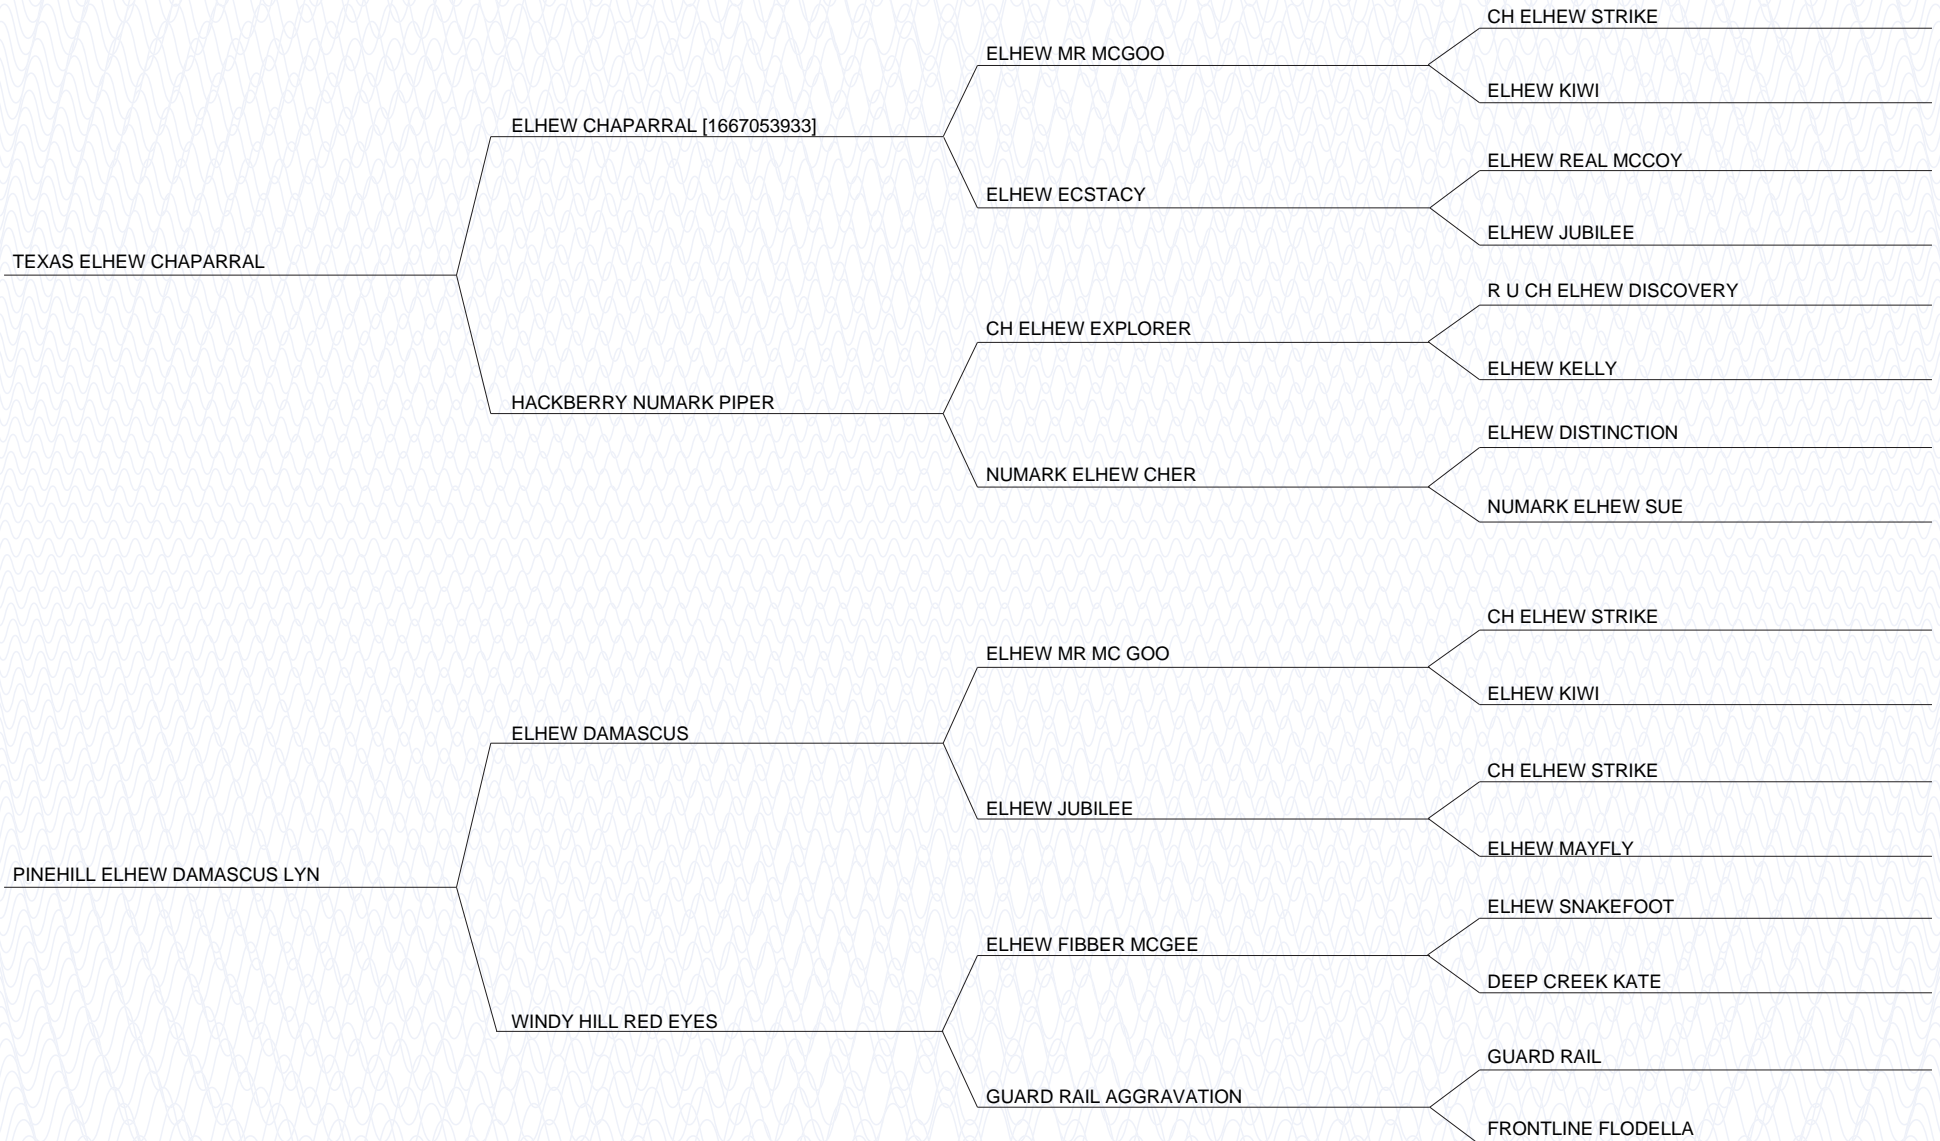 CH ELHEW STRIKE
ELHEW MR MCGOO
ELHEW KIWI
ELHEW CHAPARRAL [1667053933]
ELHEW REAL MCCOY
ELHEW ECSTACY
ELHEW JUBILEE
TEXAS ELHEW CHAPARRAL
R U CH ELHEW DISCOVERY
CH ELHEW EXPLORER
ELHEW KELLY
HACKBERRY NUMARK PIPER
ELHEW DISTINCTION
NUMARK ELHEW CHER
NUMARK ELHEW SUE
CH ELHEW STRIKE
ELHEW MR MC GOO
ELHEW KIWI
ELHEW DAMASCUS
CH ELHEW STRIKE
ELHEW JUBILEE
ELHEW MAYFLY
PINEHILL ELHEW DAMASCUS LYN
ELHEW SNAKEFOOT
ELHEW FIBBER MCGEE
DEEP CREEK KATE
WINDY HILL RED EYES
GUARD RAIL
GUARD RAIL AGGRAVATION
FRONTLINE FLODELLA